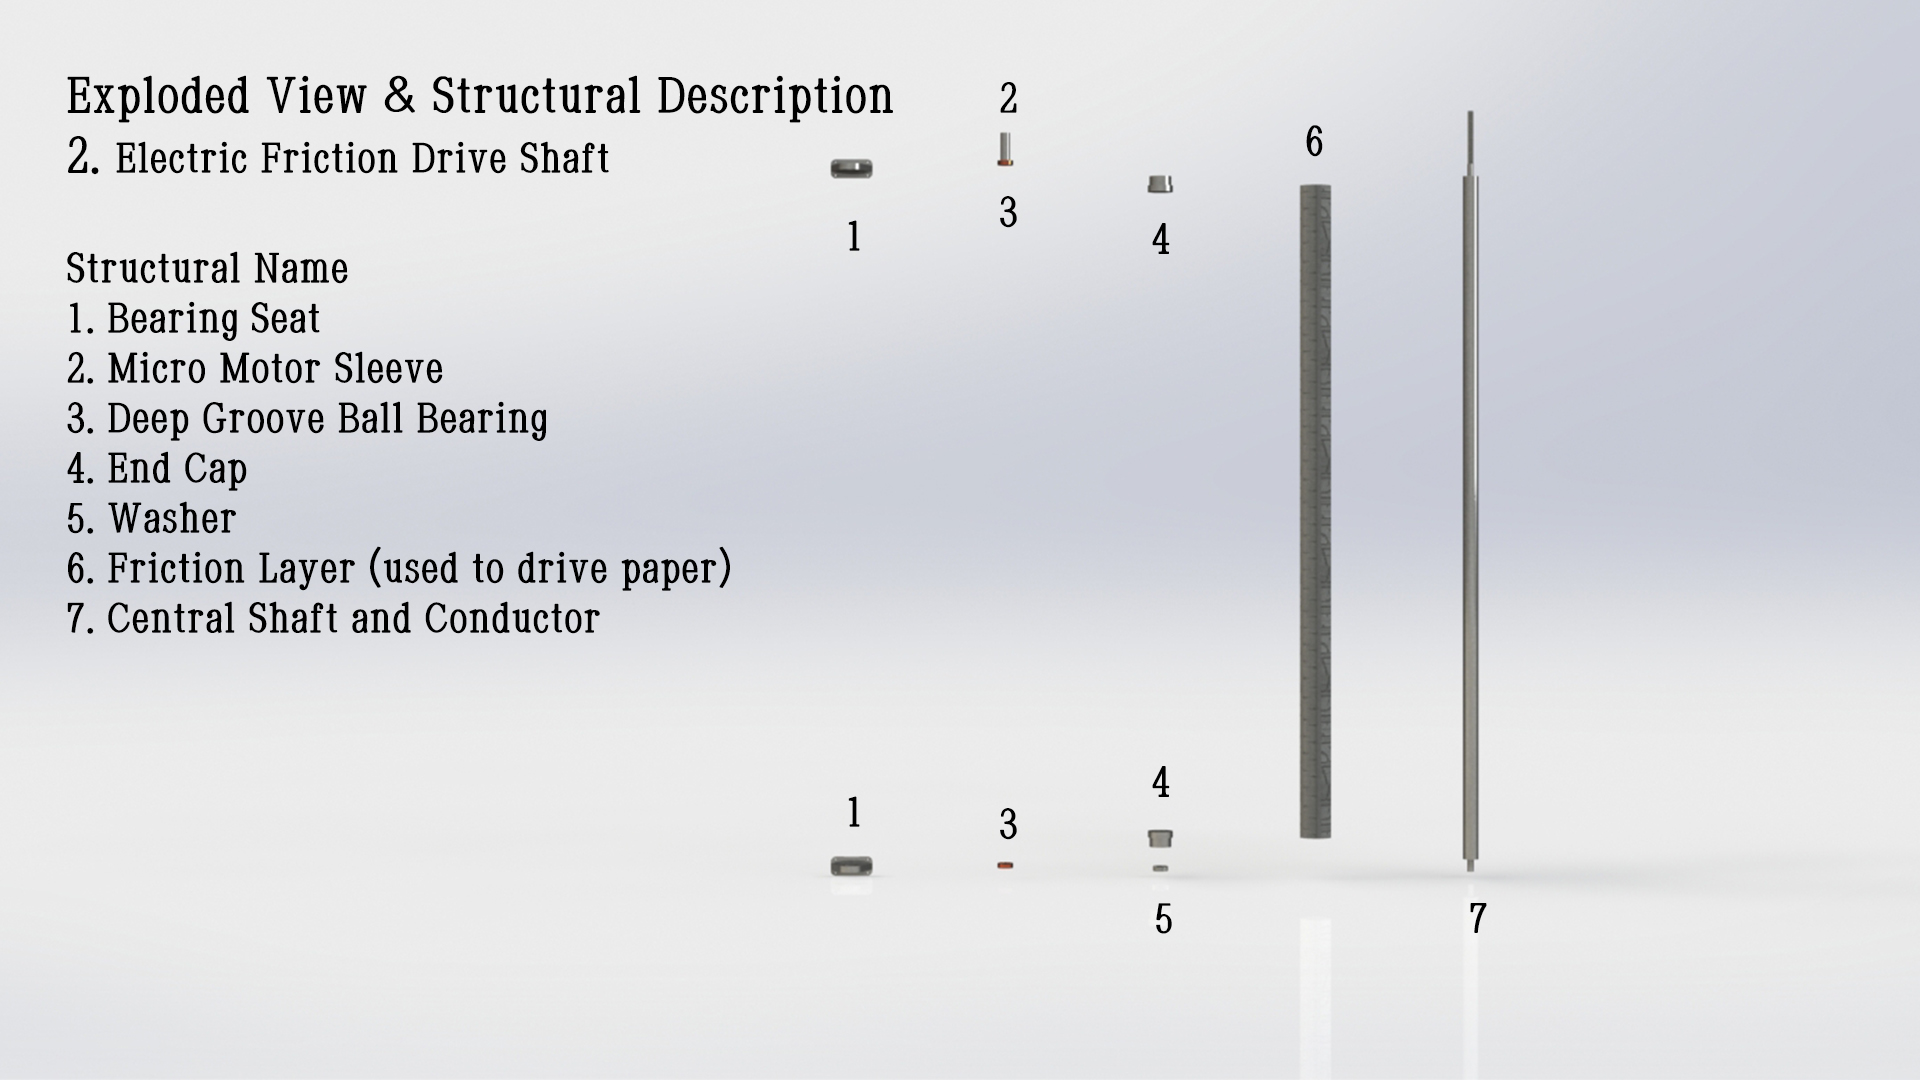 Exploded View & Structural Description
2. Electric Friction Drive Shaft
Structural Name
1. Bearing Seat
2. Micro Motor Sleeve
3. Deep Groove Ball Bearing
4. End Cap
5. Washer
6. Friction Layer (used to drive paper)
7. Central Shaft and Conductor
2
6
3
1
4
4
1
3
5
7